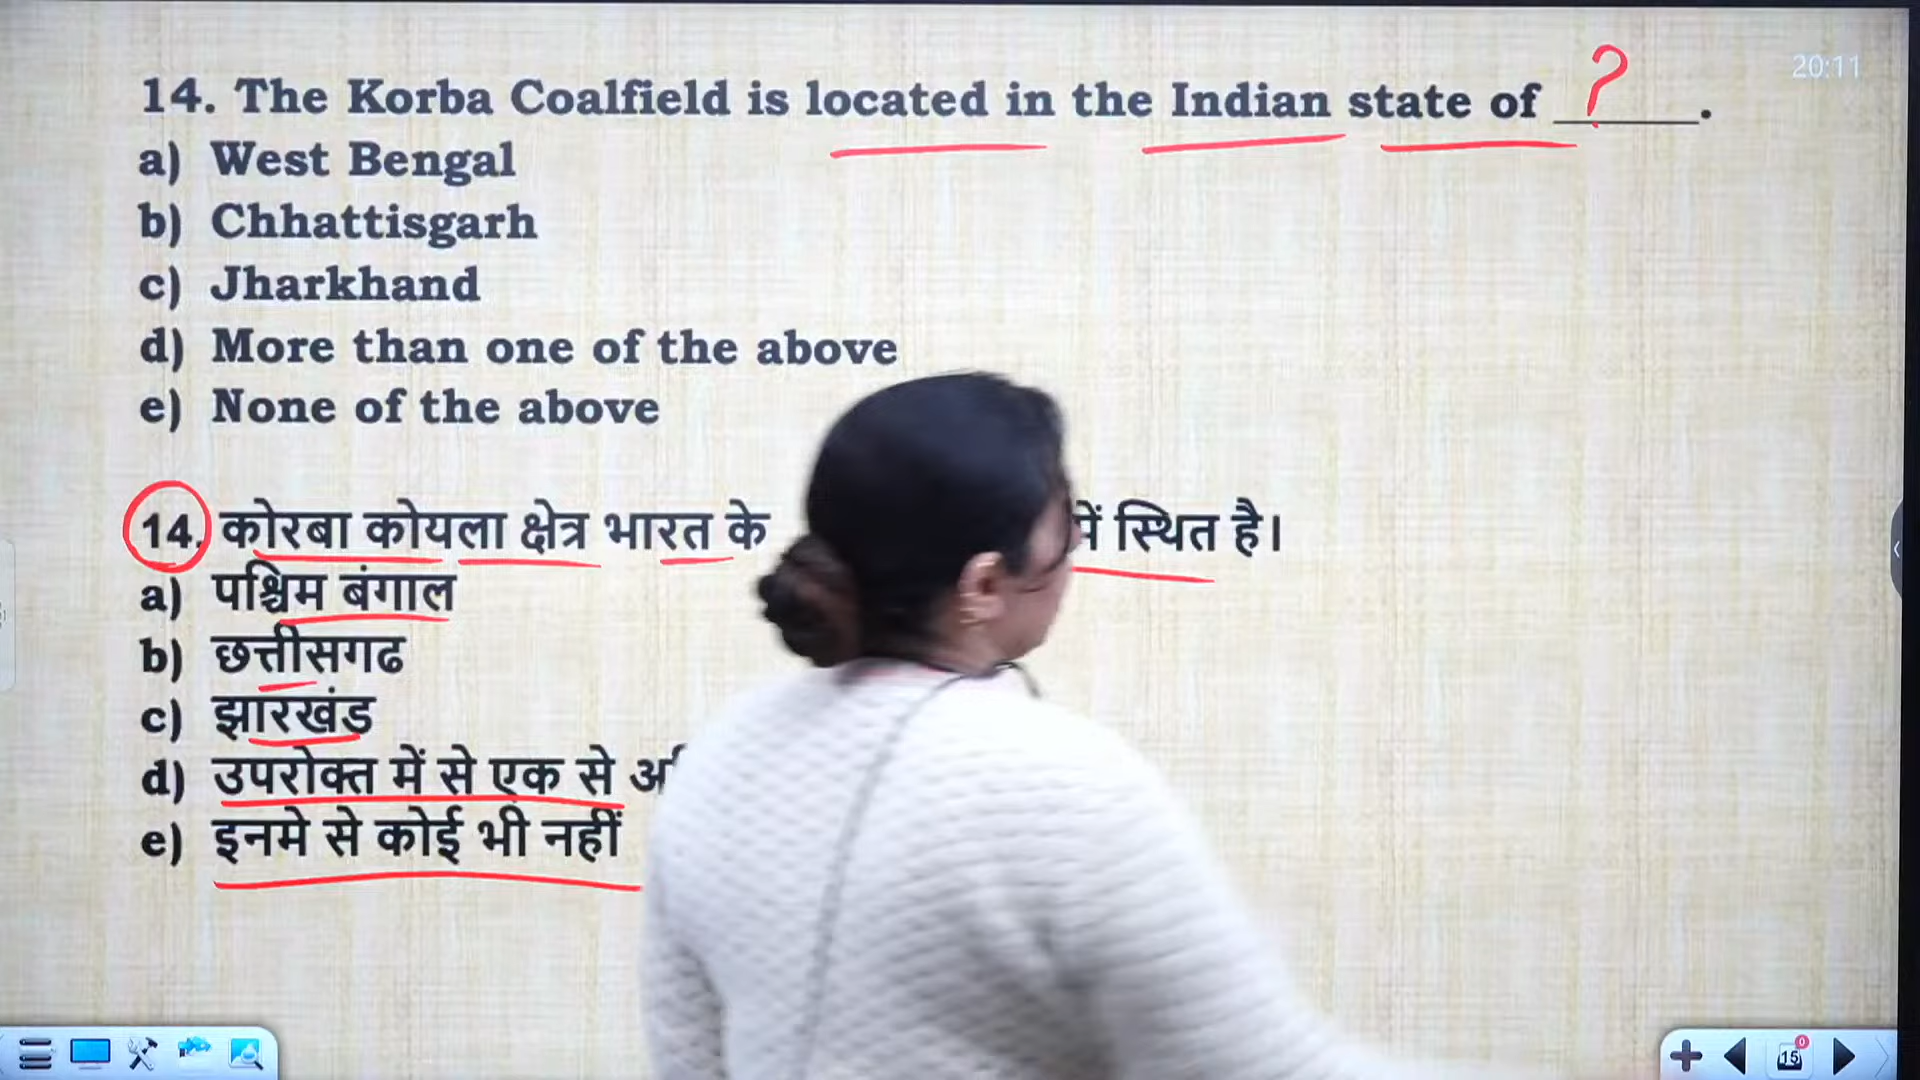 20:11
14. The Korba Coalfield is located in the Indian state of ______. ?
a) West Bengal
b) Chhattisgarh
c) Jharkhand
d) More than one of the above
e) None of the above
14. कोरबा कोयला क्षेत्र भारत के में स्थित है।
a) पश्चिम बंगाल
b) छत्तीसगढ
c) झारखंड
d) उपरोक्त में से एक से
e) इनमे से कोई भी नहीं
15
0